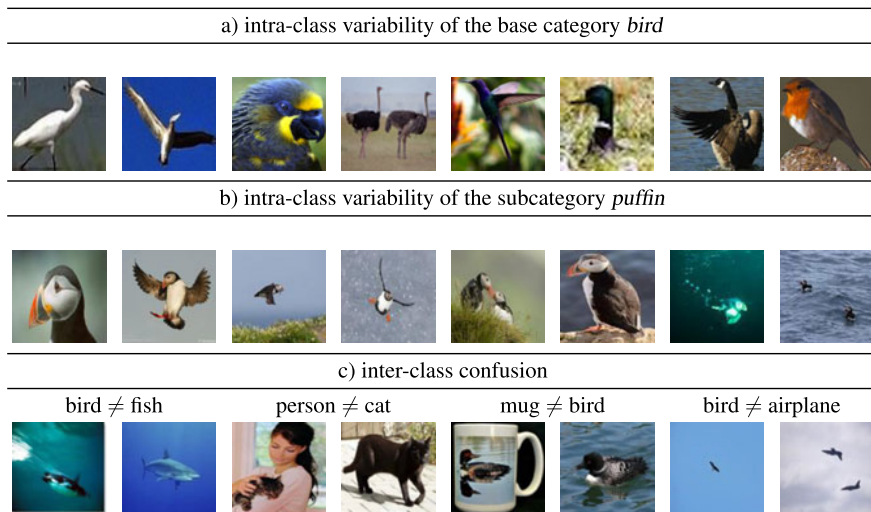 a) intra-class variability of the base category bird
b) intra-class variability of the subcategory puffin
c) inter-class confusion
bird ≠ fish person ≠ cat mug ≠ bird bird ≠ airplane